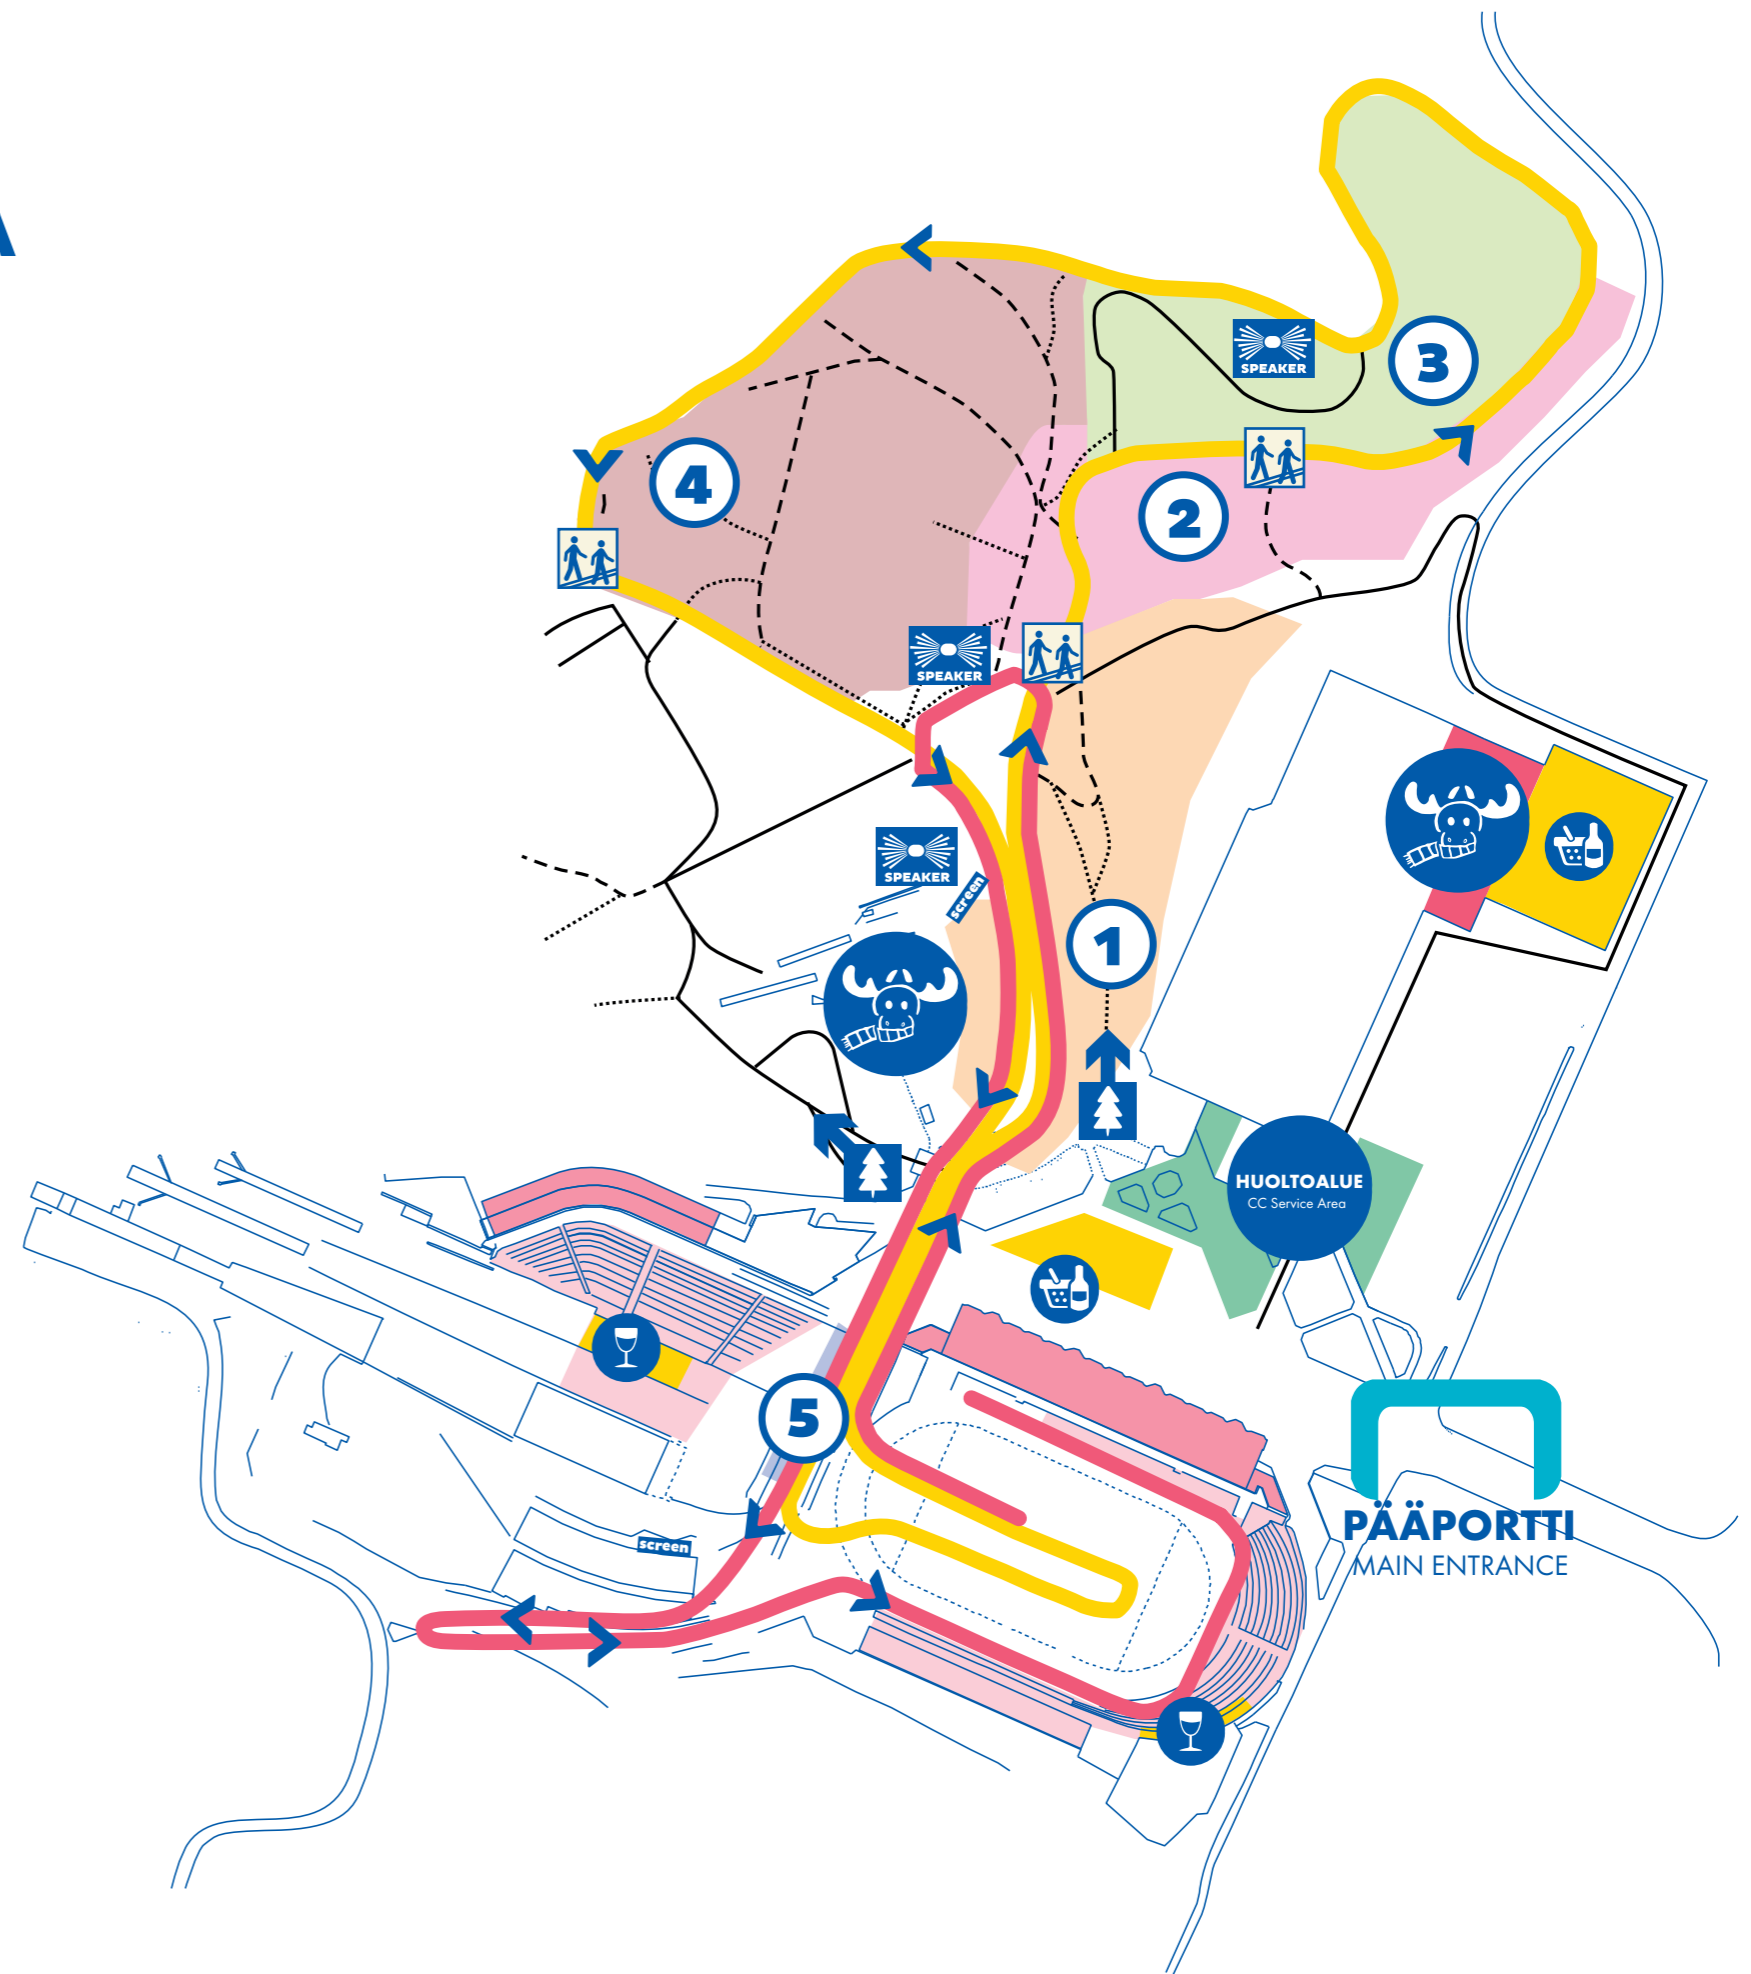 A
SPEAKER
3
4
2
SPEAKER
SPEAKER
screen
1
HUOLTOALUE
CC Service Area
5
PÄÄPORTTI
MAIN ENTRANCE
screen